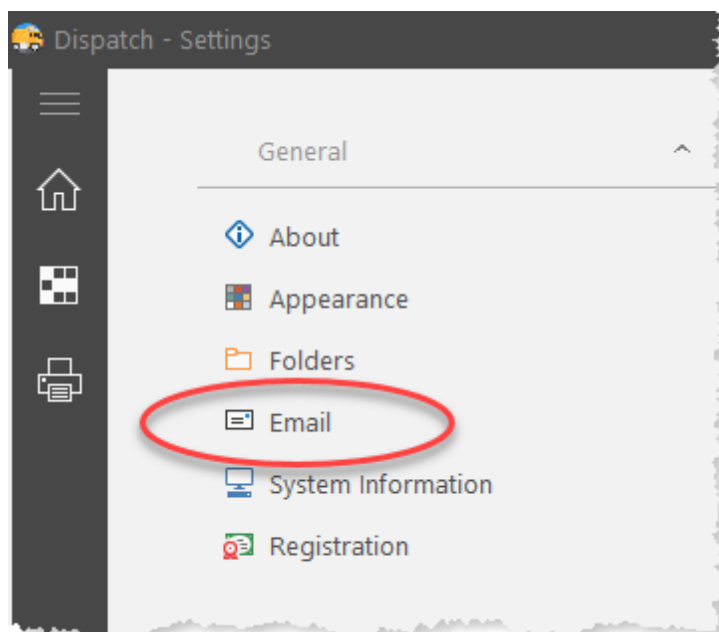 Dispatch - Settings
General
About
Appearance
Folders
Email
System Information
Registration